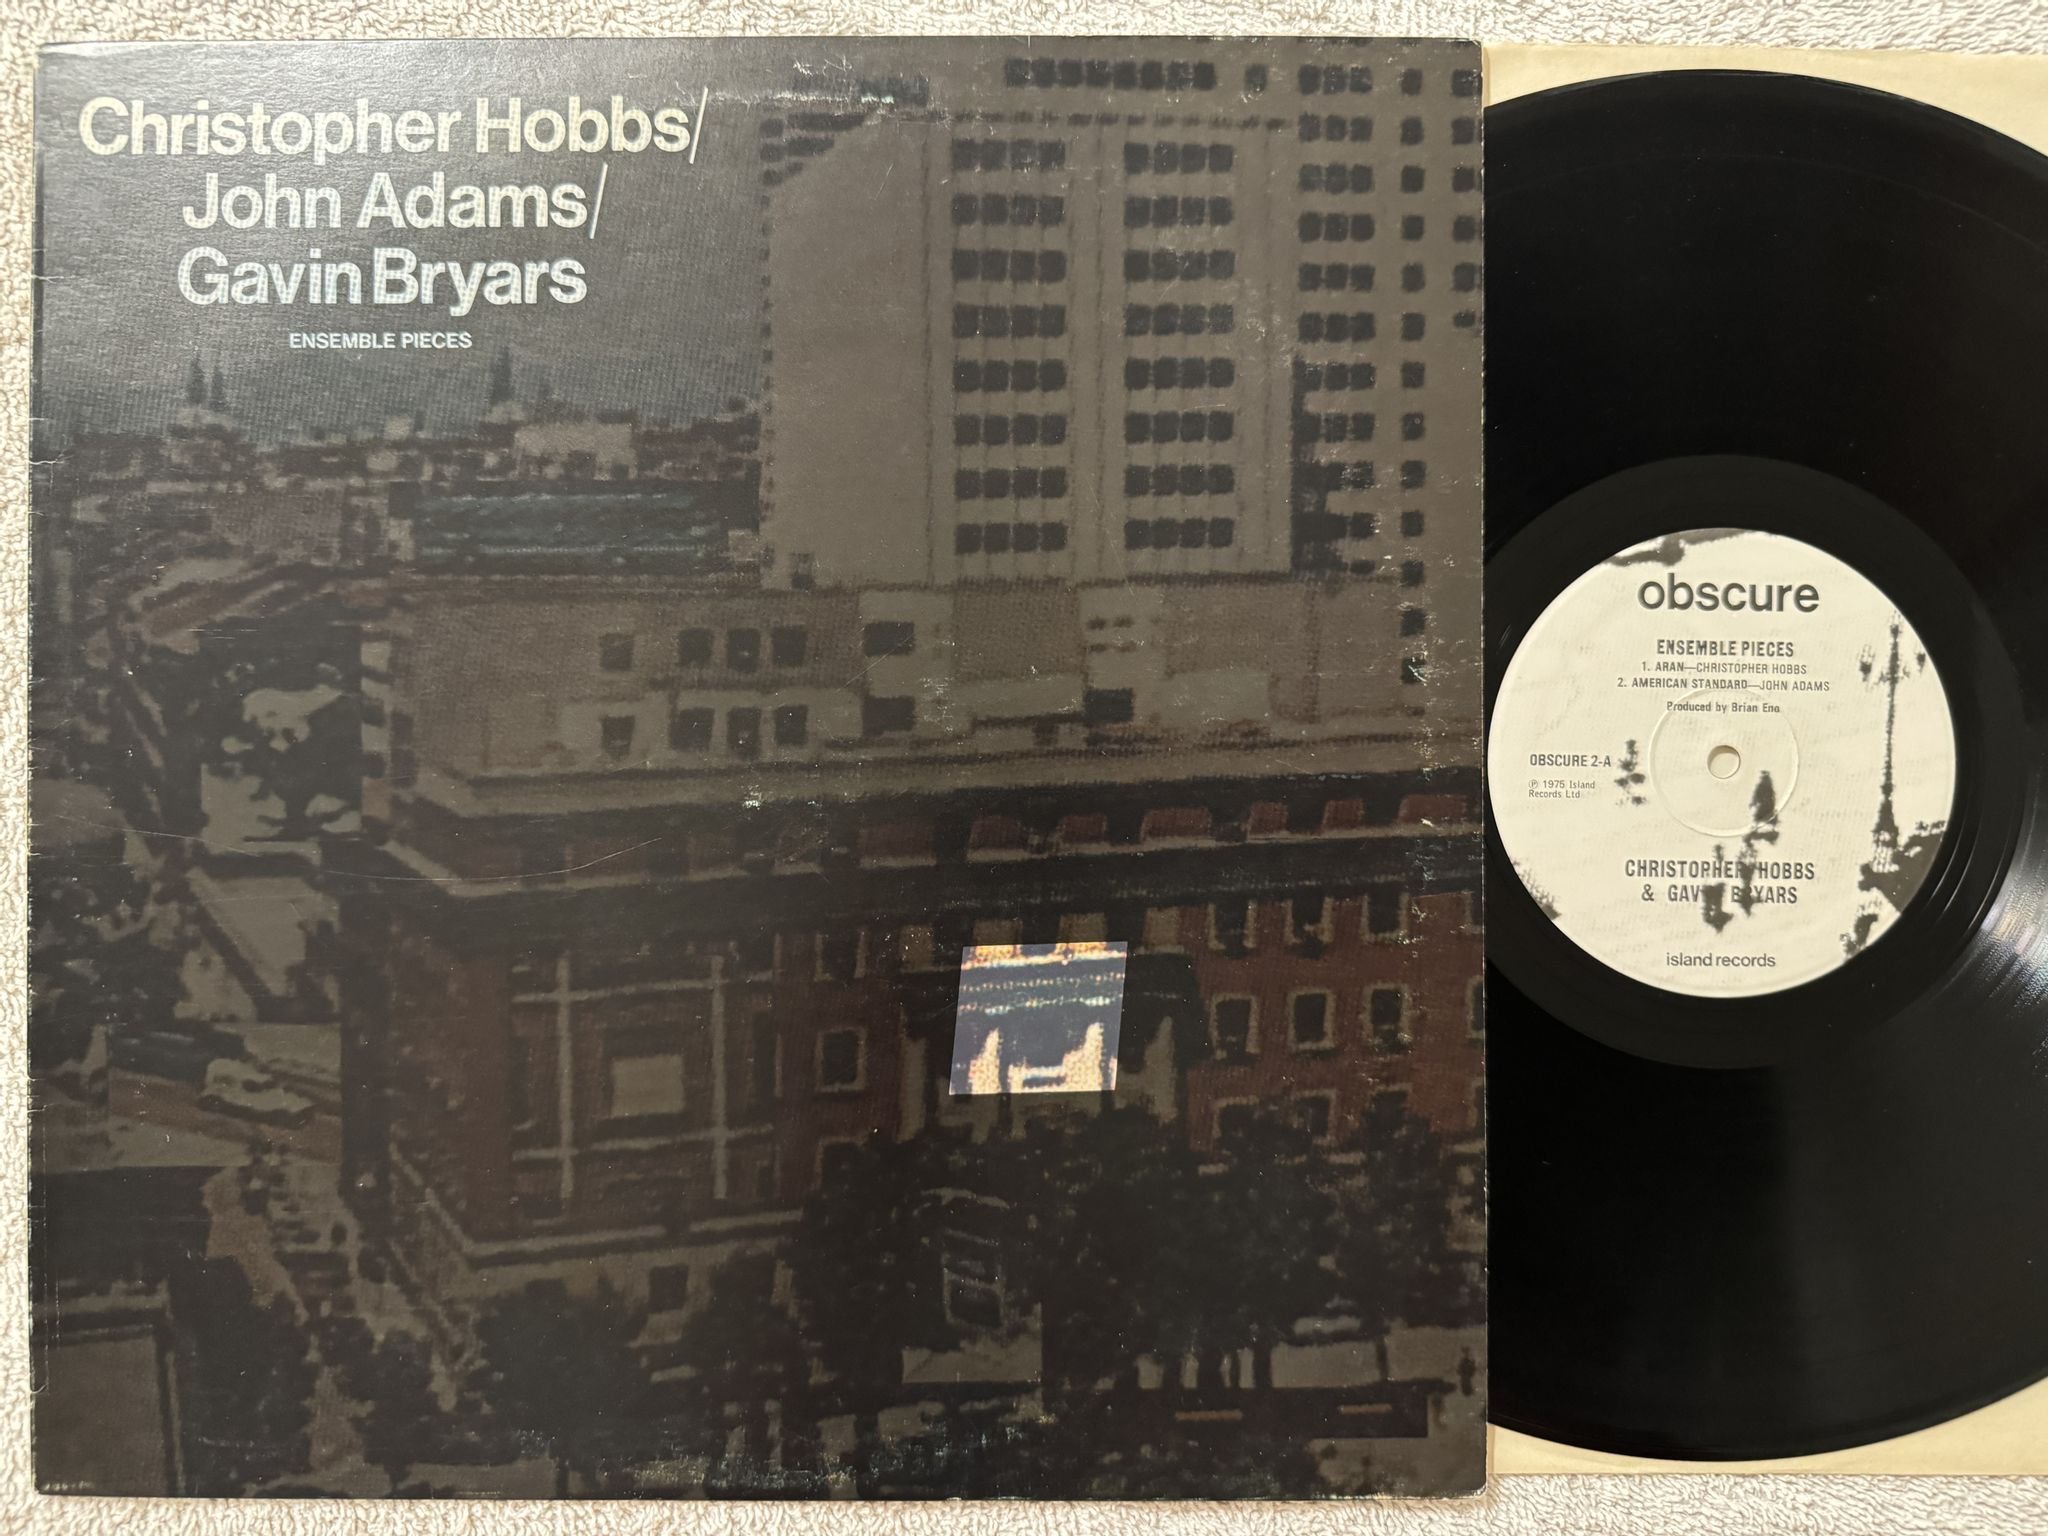 Christopher Hobbs/
John Adams/
Gavin Bryars
ENSEMBLE PIECES
obscure
ENSEMBLE PIECES
1. ARAN—CHRISTOPHER HOBBS
2. AMERICAN STANDARD—JOHN ADAMS
Produced by Brian Eno
OBSCURE 2-A
℗ 1975 Island
Records Ltd
CHRISTOPHER HOBBS
& GAVIN BRYARS
island records